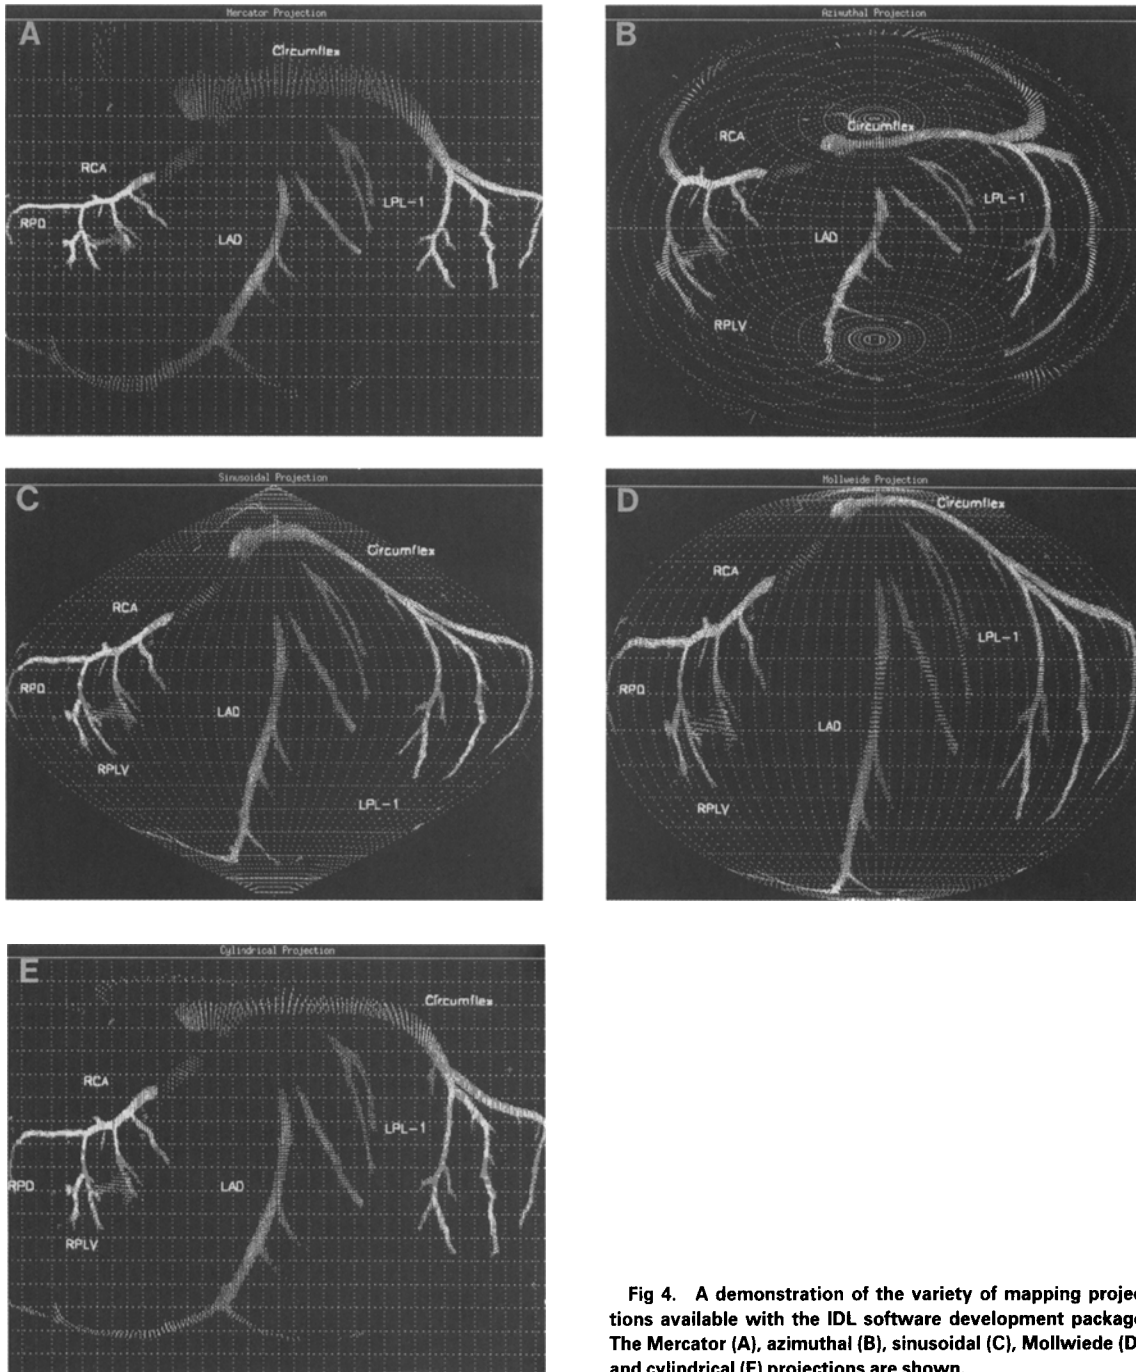 Mercator Projection
A
Circumflex
RCA
RPD
LAD
LPL-1
Azimuthal Projection
B
Circumflex
RCA
LPL-1
LAD
RPLV
Sinusoidal Projection
C
Circumflex
RCA
RPD
LAD
RPLV
LPL-1
Mollweide Projection
D
Circumflex
RCA
LPL-1
RPD
LAD
RPLV
Cylindrical Projection
E
Circumflex
RCA
LPL-1
RPD
LAD
RPLV
Fig 4. A demonstration of the variety of mapping projec
tions available with the IDL software development package
The Mercator (A), azimuthal (B), sinusoidal (C), Mollwiede (D
and cylindrical (E) projections are shown